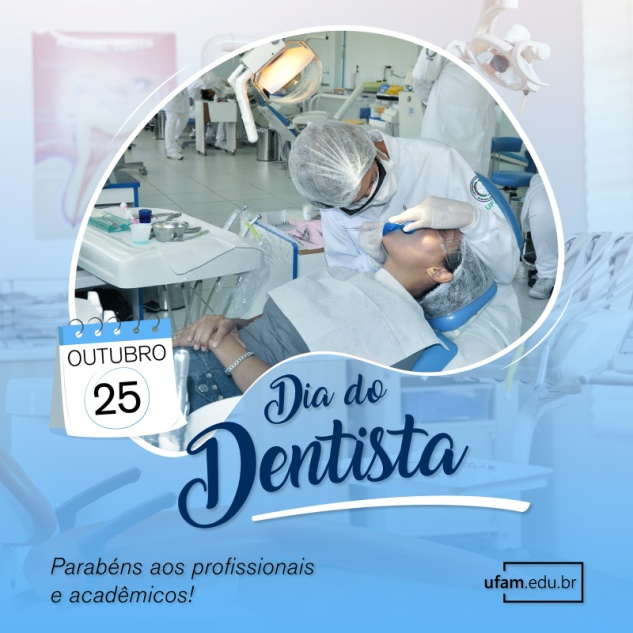 OUTUBRO
25
Dia do
Dentista
Parabéns aos profissionais
e acadêmicos!
ufam.edu.br